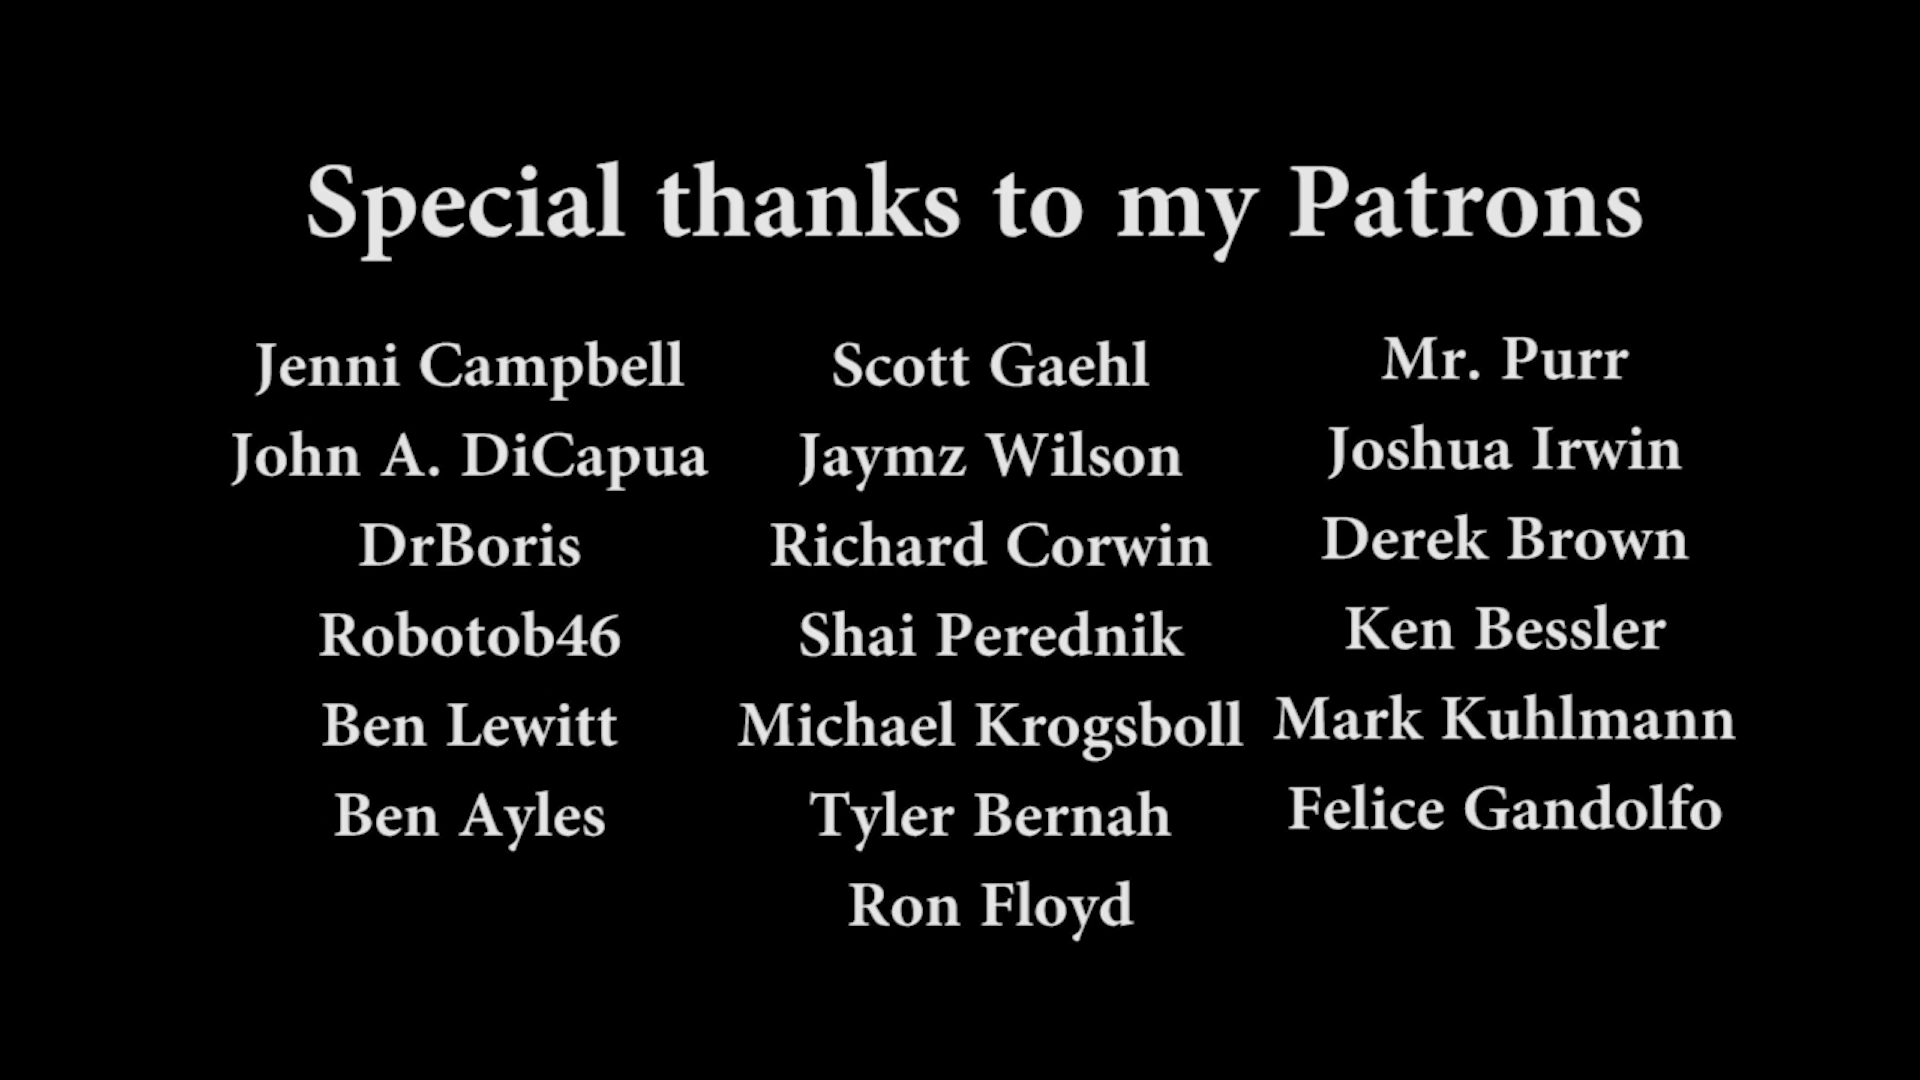 Special thanks to my Patrons
Jenni Campbell
John A. DiCapua
DrBoris
Robotob46
Ben Lewitt
Ben Ayles
Scott Gaehl
Jaymz Wilson
Richard Corwin
Shai Perednik
Michael Krogsboll
Tyler Bernah
Ron Floyd
Mr. Purr
Joshua Irwin
Derek Brown
Ken Bessler
Mark Kuhlmann
Felice Gandolfo